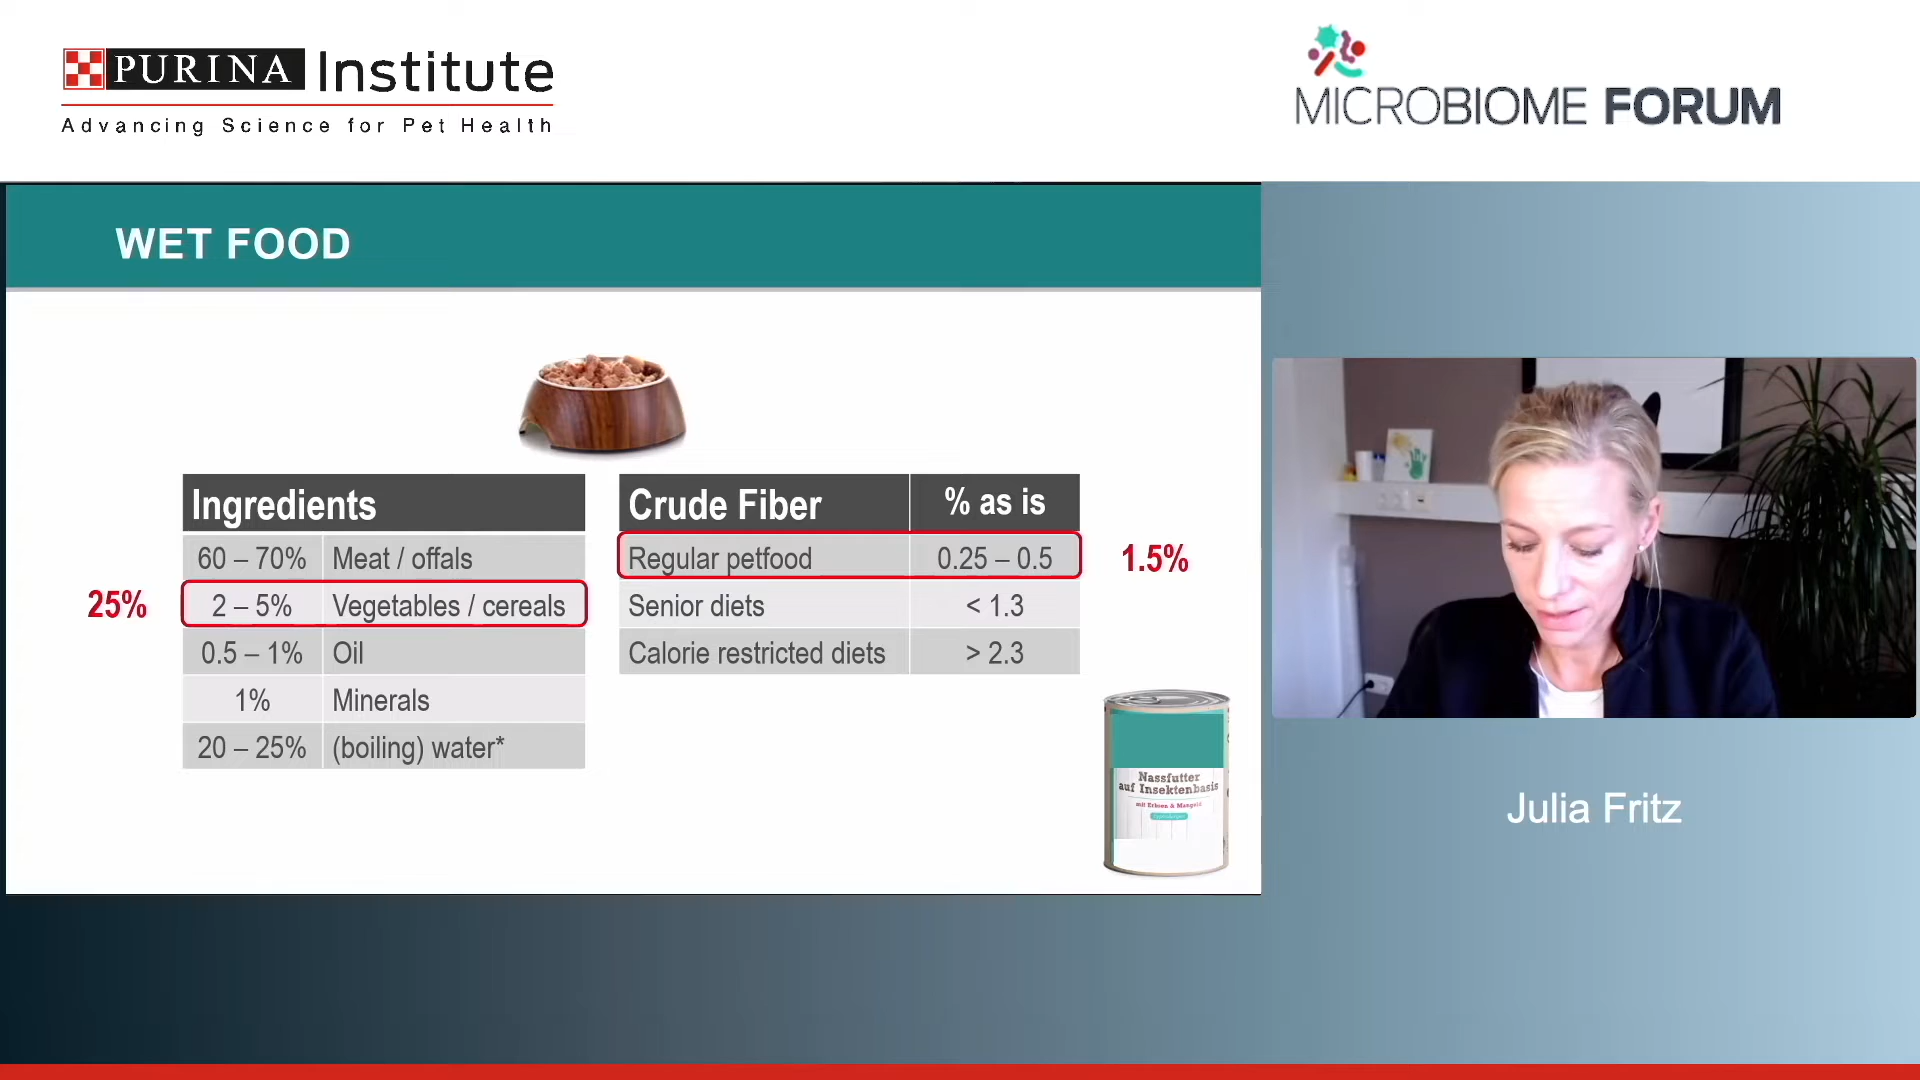 PURINA Institute
Advancing Science for Pet Health
MICROBIOME FORUM
WET FOOD
Ingredients
60 – 70% Meat / offals
25%
2 – 5% Vegetables / cereals
0.5 – 1% Oil
1% Minerals
20 – 25% (boiling) water*
Crude Fiber % as is
Regular petfood 0.25 – 0.5
1.5%
Senior diets < 1.3
Calorie restricted diets > 2.3
Nassfutter
auf Insektenbasis
mit Erbsen & Mangold
Julia Fritz